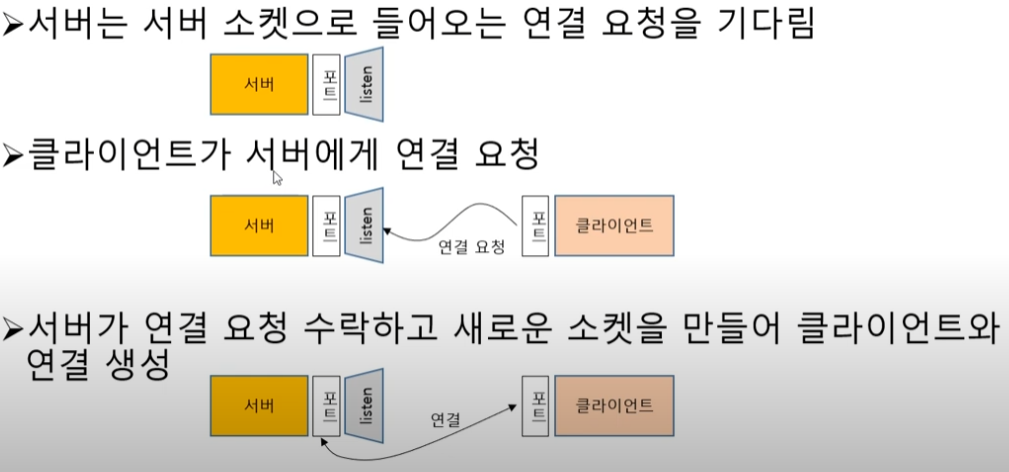 ➢서버는 서버 소켓으로 들어오는 연결 요청을 기다림
서버 포트 listen
➢클라이언트가 서버에게 연결 요청
서버 포트 listen 연결 요청 포트 클라이언트
➢서버가 연결 요청 수락하고 새로운 소켓을 만들어 클라이언트와
연결 생성
서버 포트 listen 연결 포트 클라이언트